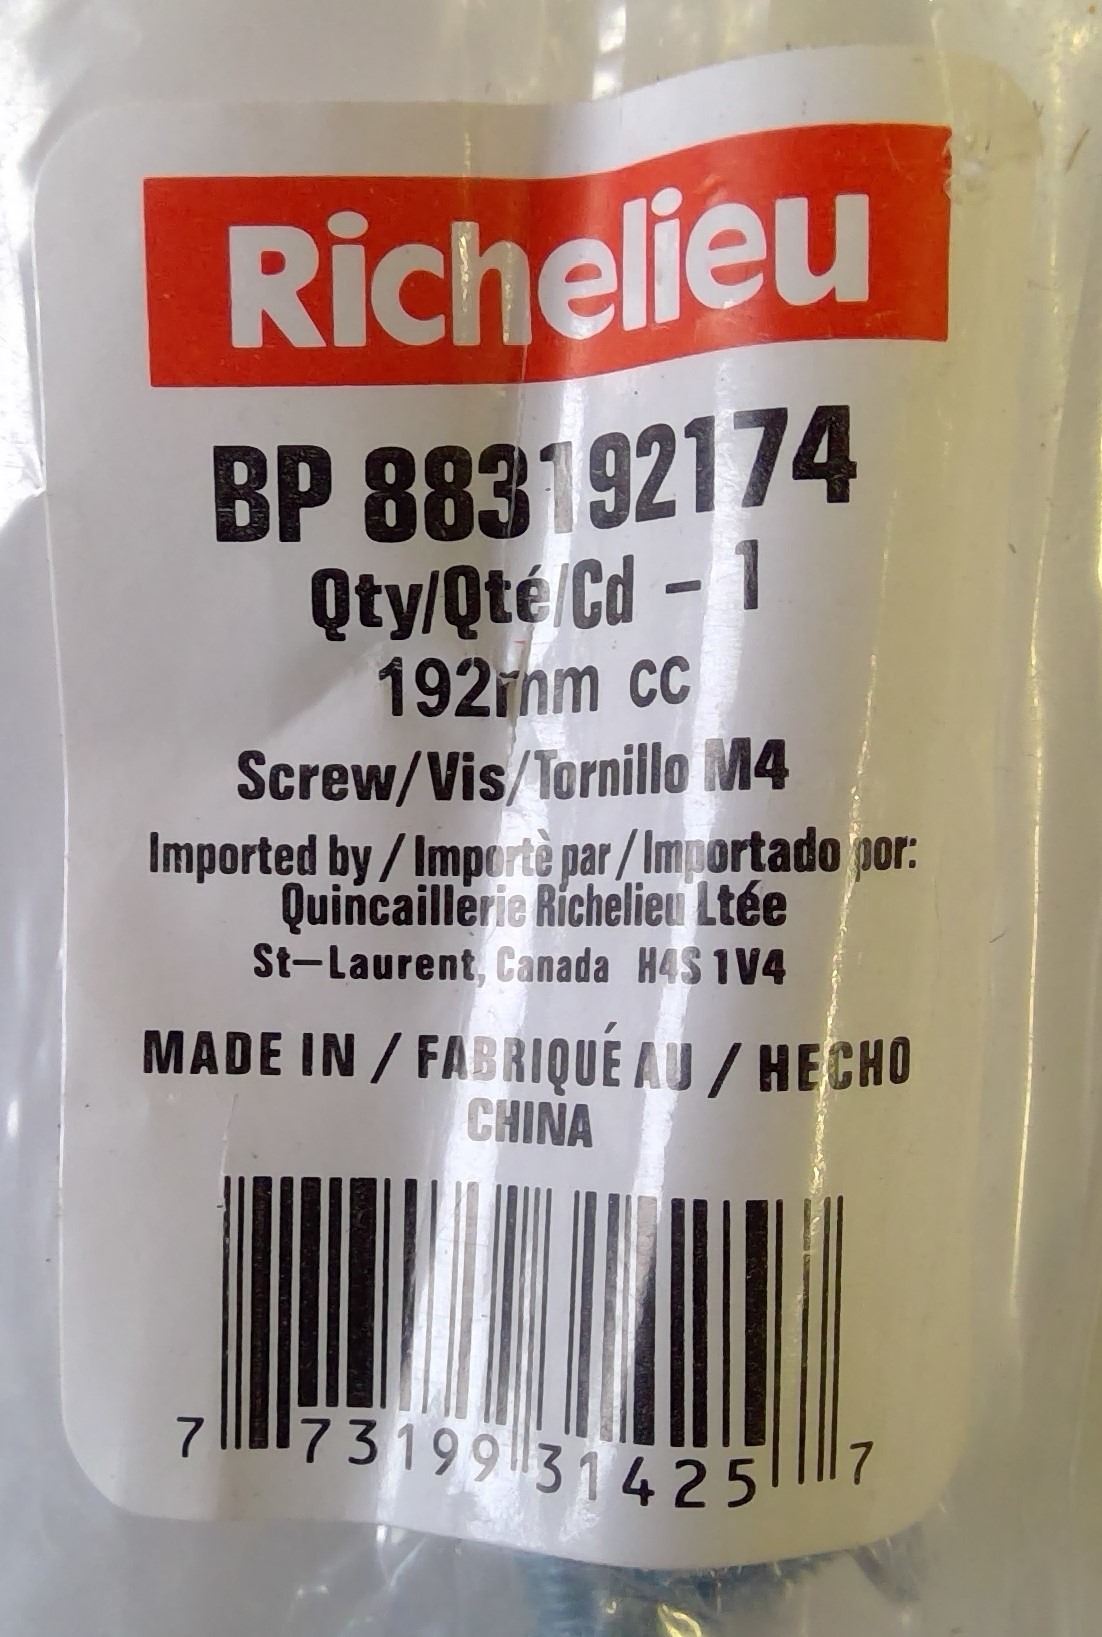 Richelieu
BP 883192174
Qty/Qté/Cd - 1
192mm cc
Screw/Vis/Tornillo M4
Imported by / Importè par / Importado por:
Quincaillerie Richelieu Ltée
St-Laurent, Canada H4S 1V4
MADE IN / FABRIQUÉ AU / HECHO
CHINA
7 73199 31425 7